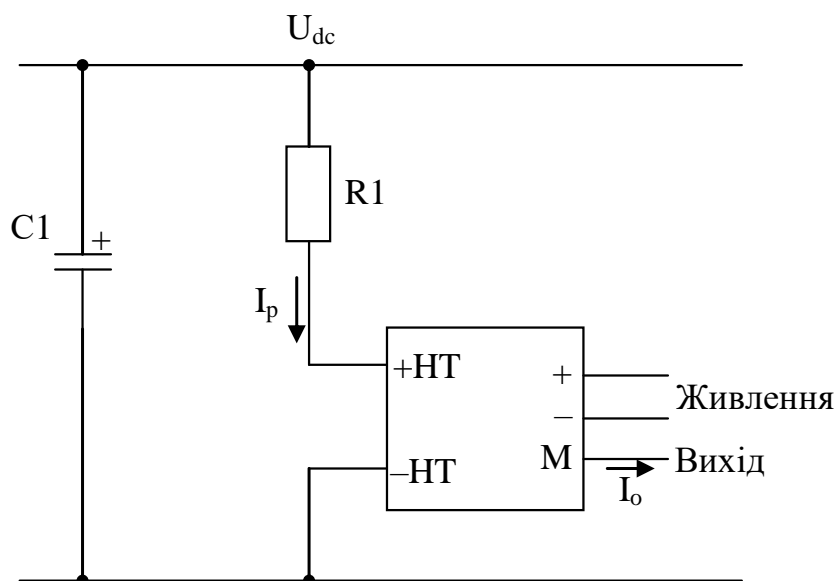 U_dc
R1
C1
+
I_p
+HT
–HT
M
+
–
Живлення
Вихід
I_o